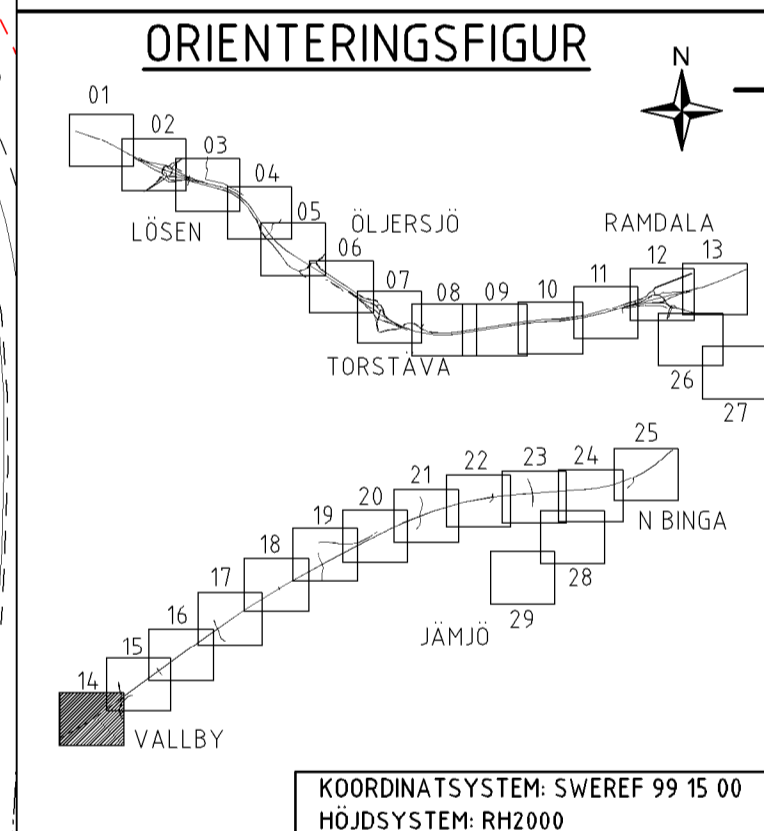 ORIENTERINGSFIGUR
N
01
02
03
04
05
LÖSEN
ÖLJERSJÖ
RAMDALA
06
07
08
09
10
11
12
13
TORSTÄVA
26
27
25
24
23
22
21
20
19
18
17
16
15
14
N BINGA
28
29
JÄMJÖ
VALLBY
KOORDINATSYSTEM: SWEREF 99 15 00
HÖJDSYSTEM: RH2000